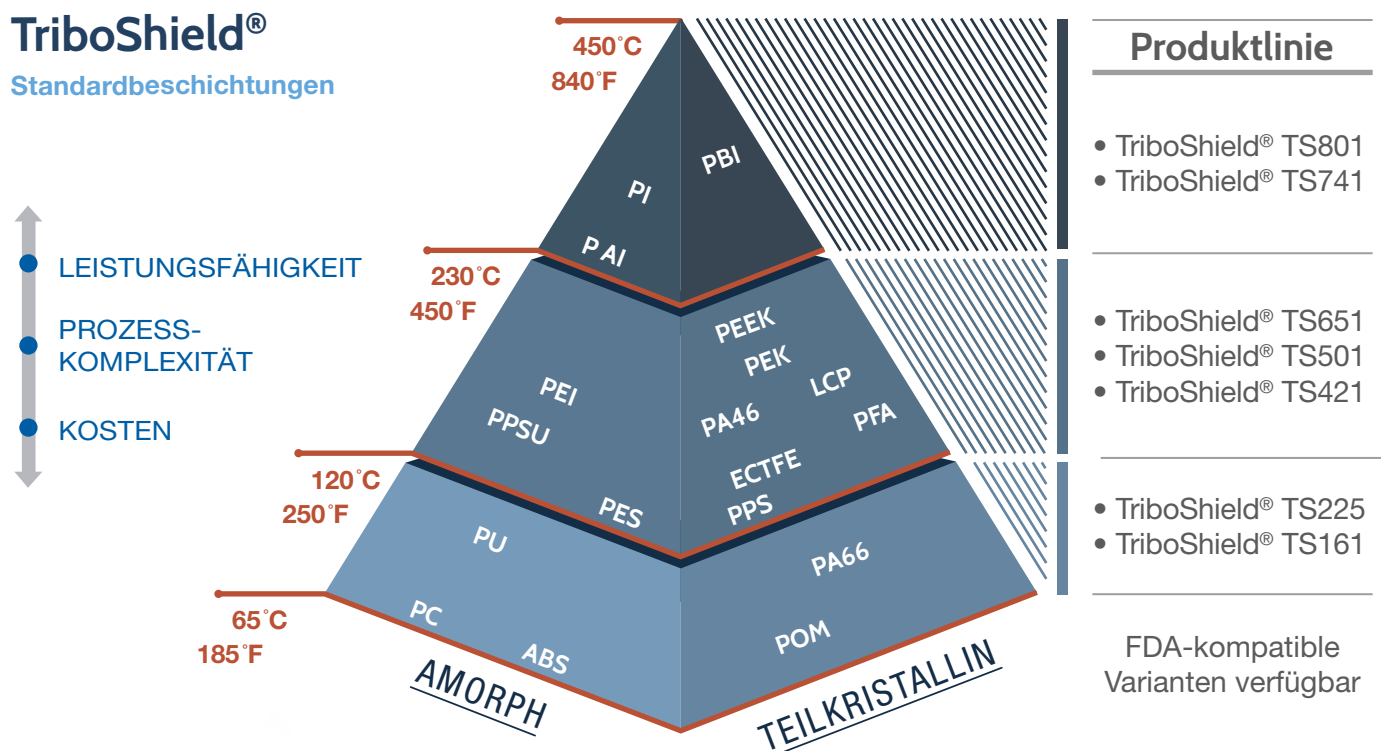 TriboShield®
Standardbeschichtungen
LEISTUNGSFÄHIGKEIT
PROZESS-
KOMPLEXITÄT
KOSTEN
450°C
840°F
230°C
450°F
120°C
250°F
65°C
185°F
PI
PBI
P AI
PEEK
PEK
LCP
PEI
PA46
PFA
PPSU
ECTFE
PES
PPS
PU
PA66
PC
POM
ABS
AMORPH
TEILKRISTALLIN
Produktlinie
• TriboShield® TS801
• TriboShield® TS741
• TriboShield® TS651
• TriboShield® TS501
• TriboShield® TS421
• TriboShield® TS225
• TriboShield® TS161
FDA-kompatible
Varianten verfügbar